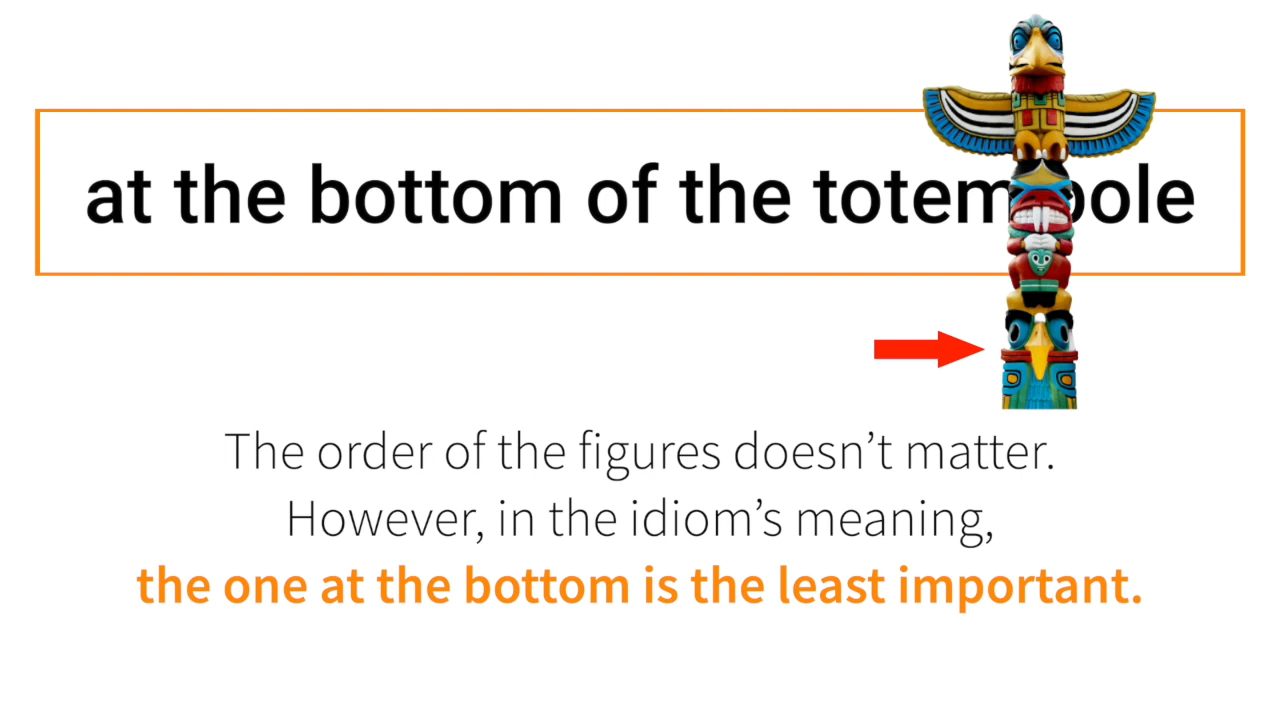 at the bottom of the totem pole
The order of the figures doesn’t matter.
However, in the idiom’s meaning,
the one at the bottom is the least important.